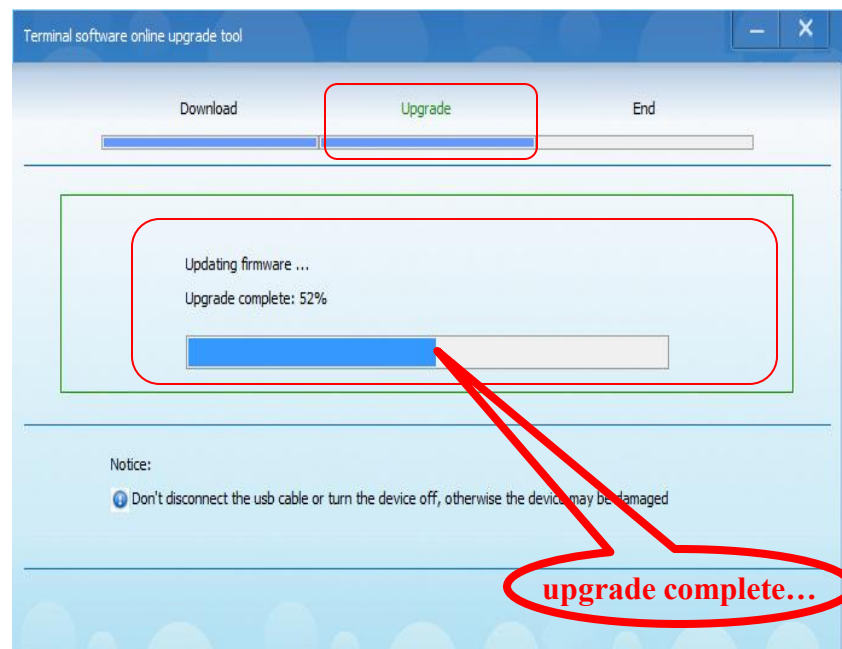 Terminal software online upgrade tool
Download Upgrade End
Updating firmware ...
Upgrade complete: 52%
Notice:
Don't disconnect the usb cable or turn the device off, otherwise the device may be damaged
upgrade complete…